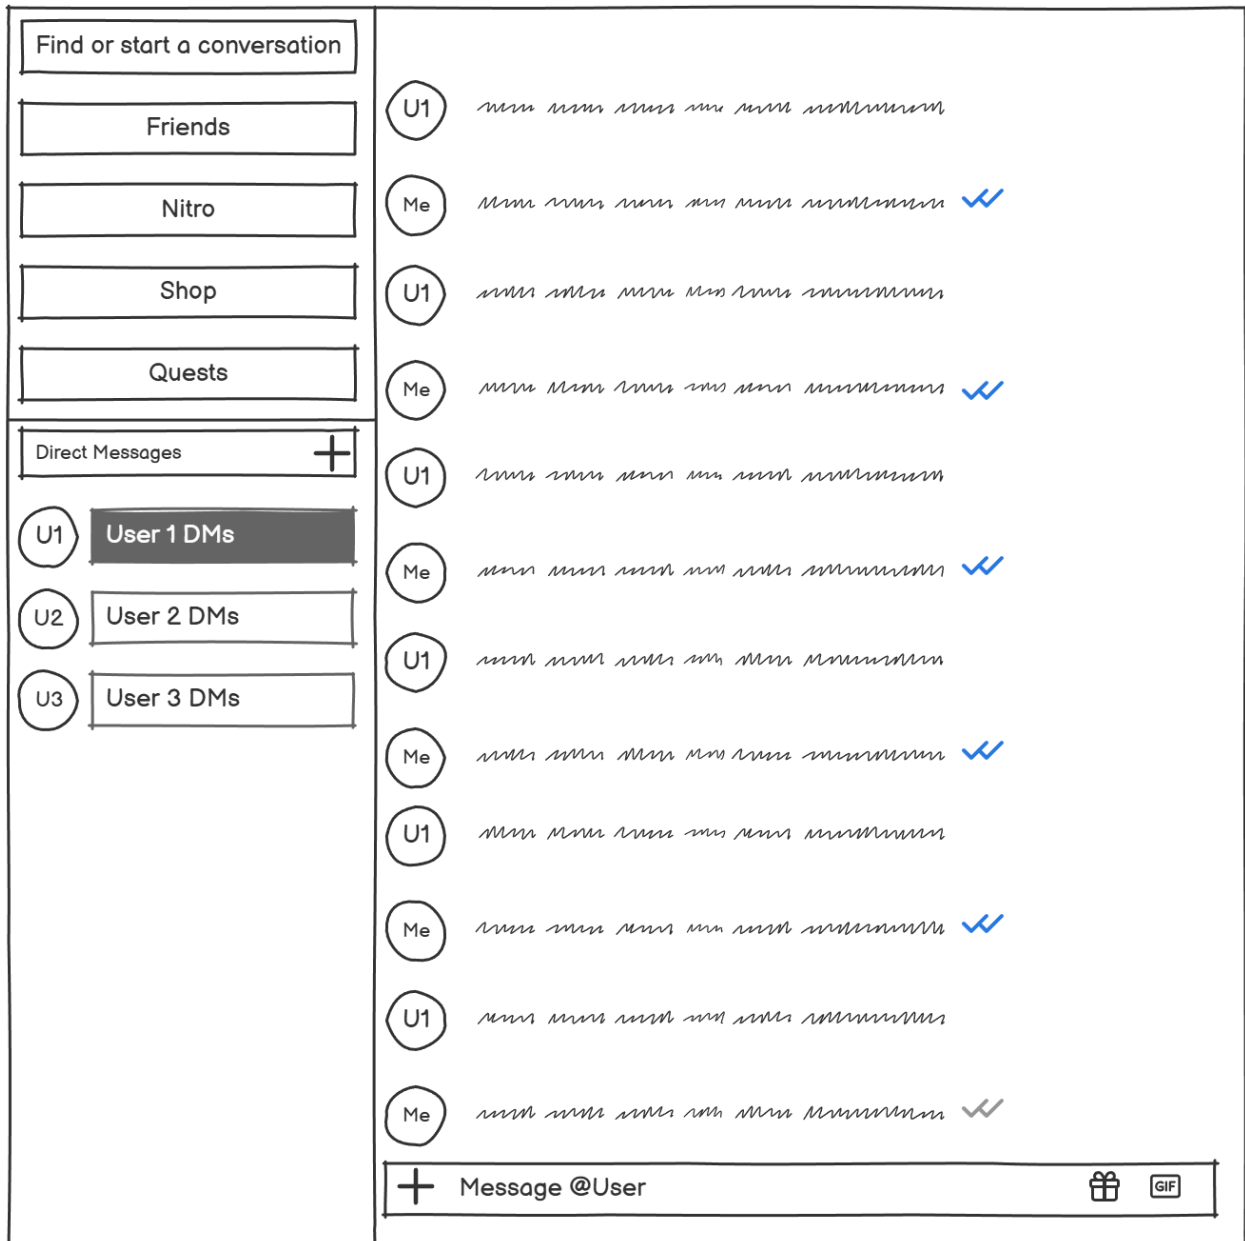 Find or start a conversation
Friends
Nitro
Shop
Quests
Direct Messages
U1 User 1 DMs
U2 User 2 DMs
U3 User 3 DMs
U1
Me
U1
Me
U1
Me
U1
Me
U1
Me
U1
Me
Message @User GIF